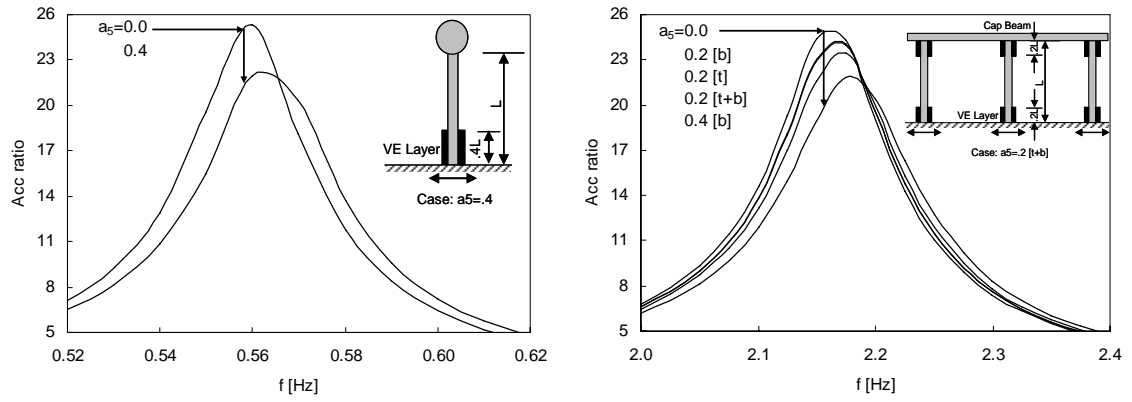 26
23
20
17
14
11
8
5
Acc ratio
a5=0.0
0.4
L
VE Layer
.4L
Case: a5=.4
0.52 0.54 0.56 0.58 0.60 0.62
f [Hz]
26
23
20
17
14
11
8
5
Acc ratio
a5=0.0
0.2 [b]
0.2 [t]
0.2 [t+b]
0.4 [b]
Cap Beam
.2L
L
.2L
VE Layer
Case: a5=.2 [t+b]
2.0 2.1 2.2 2.3 2.4
f [Hz]